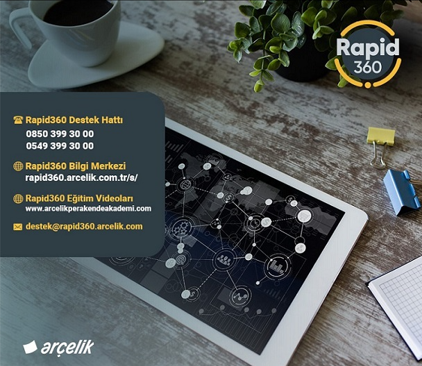 Rapid
360
Rapid360 Destek Hattı
0850 399 30 00
0549 399 30 00
Rapid360 Bilgi Merkezi
rapid360.arcelik.com.tr/s/
Rapid360 Eğitim Videoları
www.arcelikperakendeakademi.com
destek@rapid360.arcelik.com
arçelik